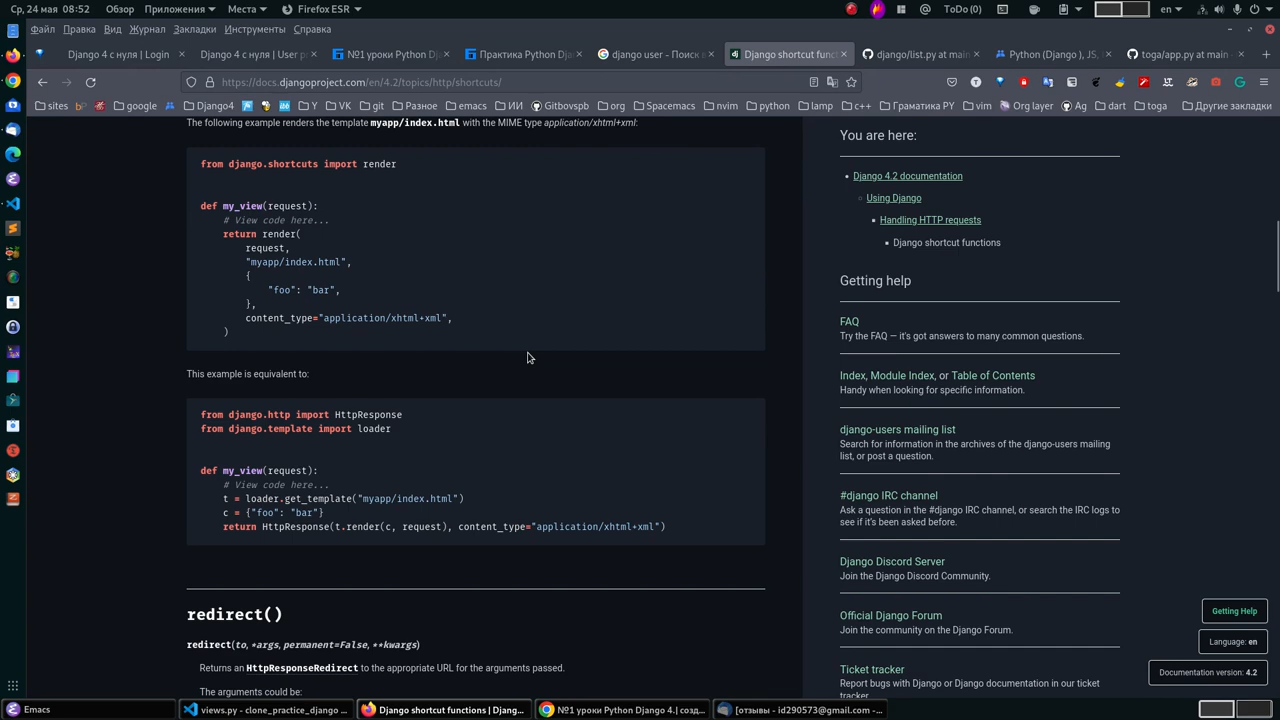 Ср, 24 мая 08:52
Обзор
Приложения
Места
Firefox ESR
ToDo (0)
en
Файл Правка Вид Журнал Закладки Инструменты Справка
Django 4 с нуля | Login
Django 4 с нуля | User p
№1 уроки Python Dj
Практика Python Dj
django user - Поиск
Django shortcut funct
django/list.py at main
Python (Django ), JS,
toga/app.py at main
https://docs.djangoproject.com/en/4.2/topics/http/shortcuts/
sites
google
Django4
Y
VK
git
Разное
emacs
ИИ
Gitbovspb
org
Spacemacs
nvim
python
lamp
c++
Граматика РУ
vim
Org layer
Ag
dart
toga
Другие закладки
The following example renders the template myapp/index.html with the MIME type application/xhtml+xml:
from django.shortcuts import render
def my_view(request):
# View code here...
return render(
request,
"myapp/index.html",
{
"foo": "bar",
},
content_type="application/xhtml+xml",
)
This example is equivalent to:
from django.http import HttpResponse
from django.template import loader
def my_view(request):
# View code here...
t = loader.get_template("myapp/index.html")
c = {"foo": "bar"}
return HttpResponse(t.render(c, request), content_type="application/xhtml+xml")
redirect()
redirect(to, *args, permanent=False, **kwargs)
Returns an HttpResponseRedirect to the appropriate URL for the arguments passed.
The arguments could be:
You are here:
Django 4.2 documentation
Using Django
Handling HTTP requests
Django shortcut functions
Getting help
FAQ
Try the FAQ — it's got answers to many common questions.
Index, Module Index, or Table of Contents
Handy when looking for specific information.
django-users mailing list
Search for information in the archives of the django-users mailing
list, or post a question.
#django IRC channel
Ask a question in the #django IRC channel, or search the IRC logs to
see if it's been asked before.
Django Discord Server
Join the Django Discord Community.
Official Django Forum
Join the community on the Django Forum.
Ticket tracker
Report bugs with Django or Django documentation in our ticket
tracker.
Getting Help
Language: en
Documentation version: 4.2
Emacs
views.py - clone_practice_django ...
Django shortcut functions | Djang...
№1 уроки Python Django 4.| созд...
[отзывы - id290573@gmail.com -...